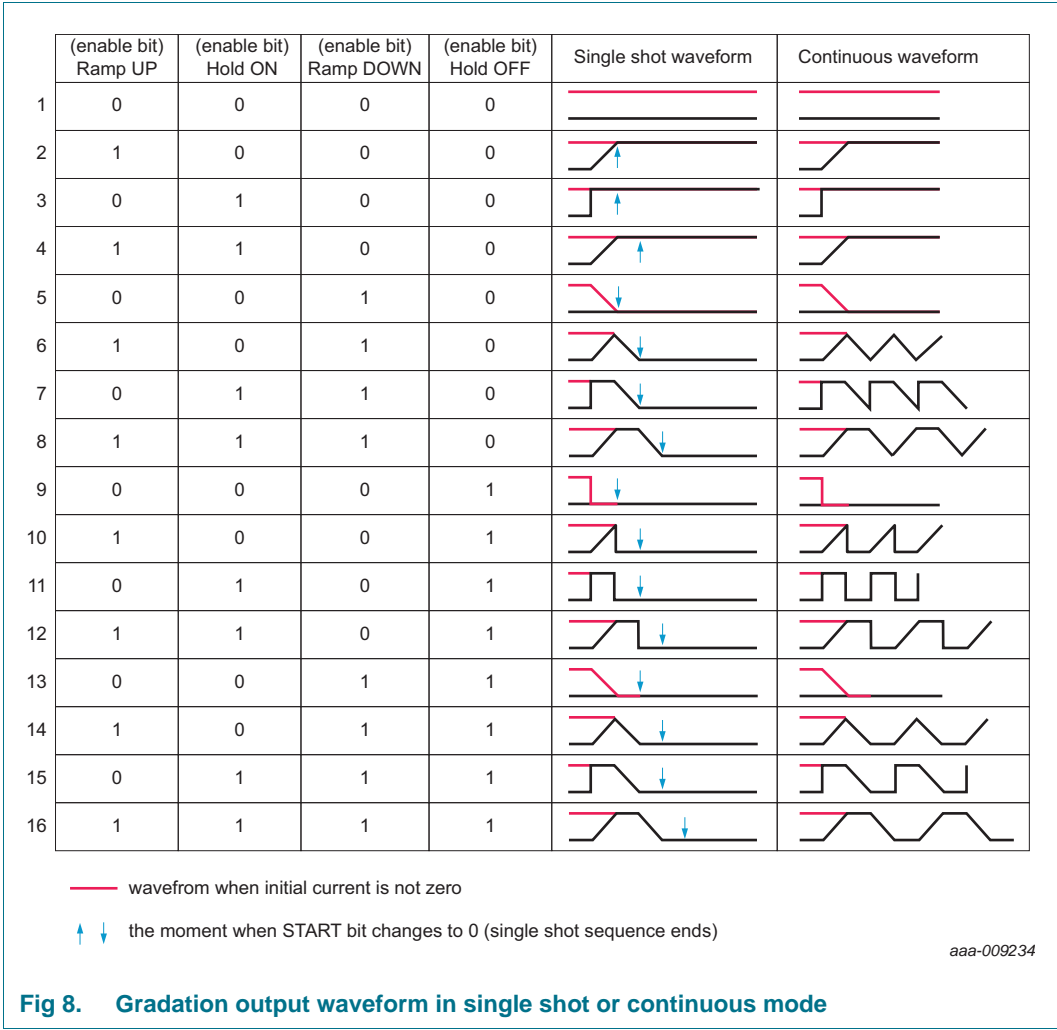 (enable bit) Ramp UP (enable bit) Hold ON (enable bit) Ramp DOWN (enable bit) Hold OFF Single shot waveform Continuous waveform
1 0 0 0 0
2 1 0 0 0
3 0 1 0 0
4 1 1 0 0
5 0 0 1 0
6 1 0 1 0
7 0 1 1 0
8 1 1 1 0
9 0 0 0 1
10 1 0 0 1
11 0 1 0 1
12 1 1 0 1
13 0 0 1 1
14 1 0 1 1
15 0 1 1 1
16 1 1 1 1
wavefrom when initial current is not zero
the moment when START bit changes to 0 (single shot sequence ends)
aaa-009234
Fig 8. Gradation output waveform in single shot or continuous mode